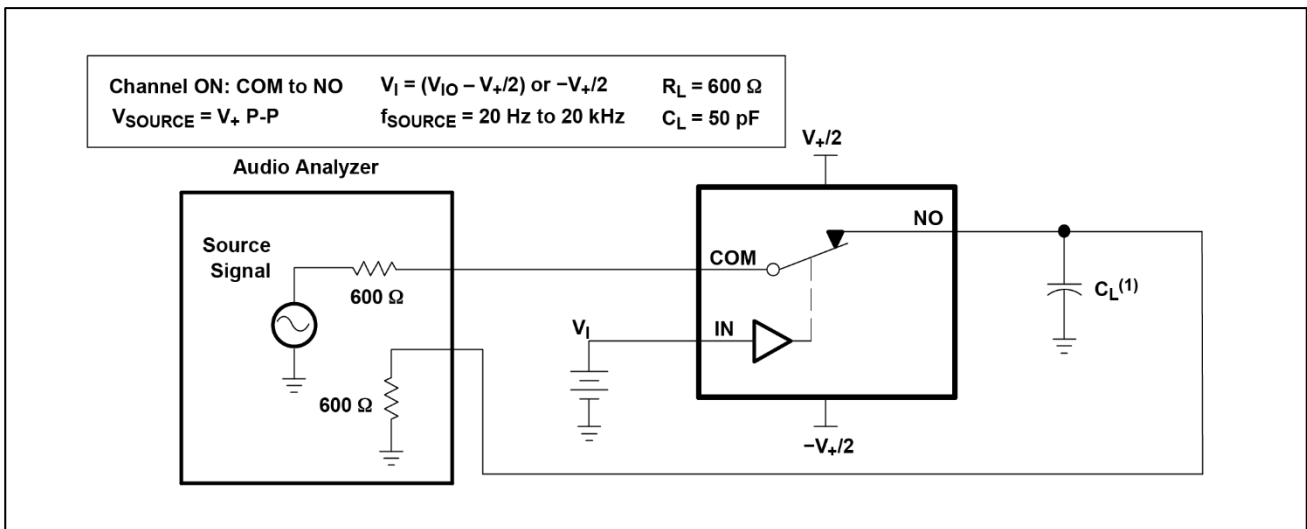 Channel ON: COM to NO V_I = (V_IO – V_+/2) or −V_+/2 R_L = 600 Ω
V_SOURCE = V_+ P-P f_SOURCE = 20 Hz to 20 kHz C_L = 50 pF
V_+/2
Audio Analyzer
NO
Source
Signal
COM
600 Ω
C_L(1)
V_I
IN
600 Ω
−V_+/2